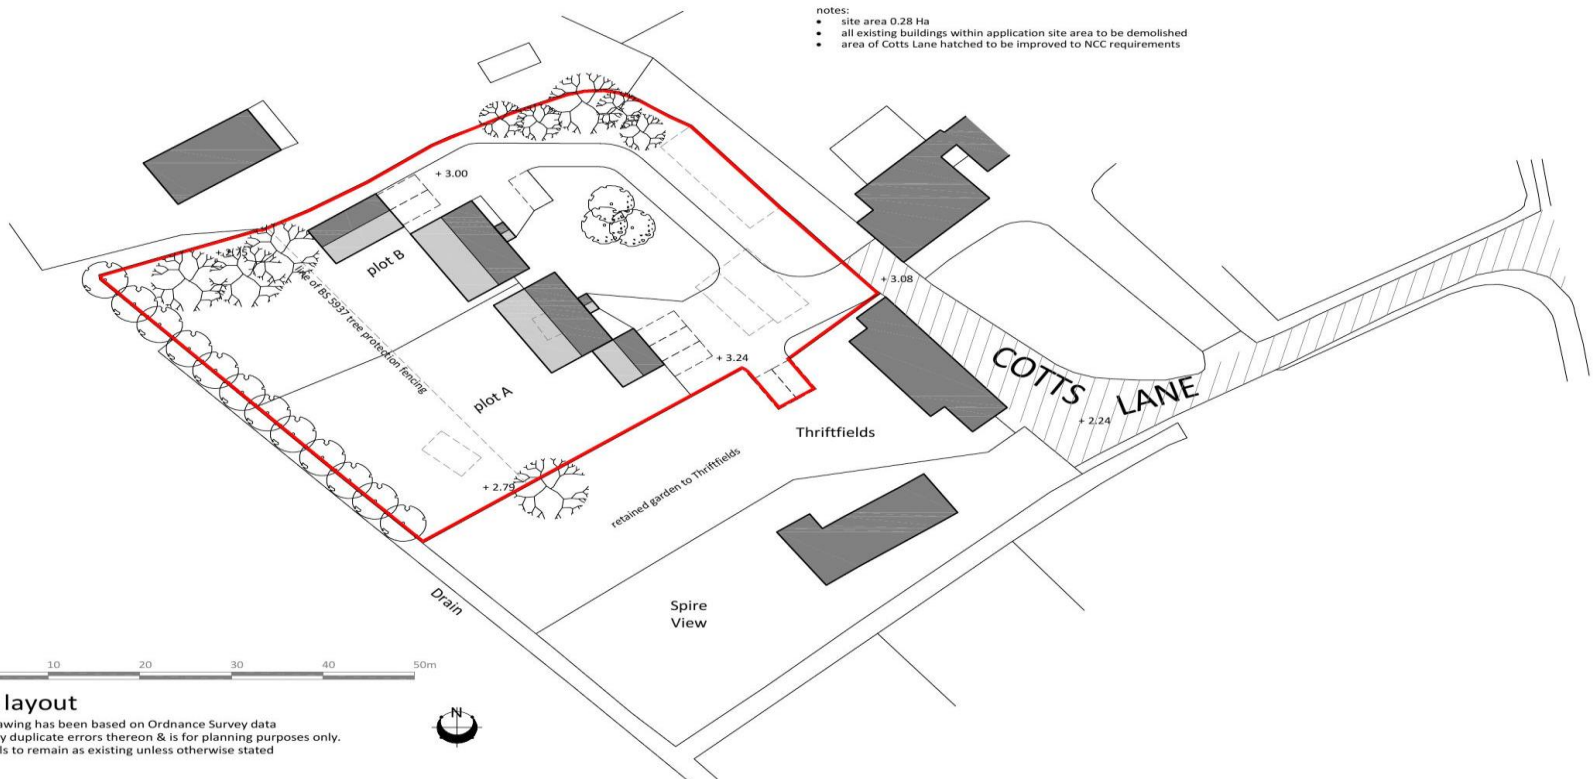 notes:
• site area 0.28 Ha
• all existing buildings within application site area to be demolished
• area of Cotts Lane hatched to be improved to NCC requirements
+ 3.00
+ 2.75
plot B
line of BS 5937 tree protection fencing
+ 3.08
+ 3.24
COTTS
LANE
+ 2.24
plot A
Thriftfields
+ 2.79
retained garden to Thriftfields
Spire
View
Drain
10 20 30 40 50m
layout
awing has been based on Ordnance Survey data
y duplicate errors thereon & is for planning purposes only.
ls to remain as existing unless otherwise stated
N